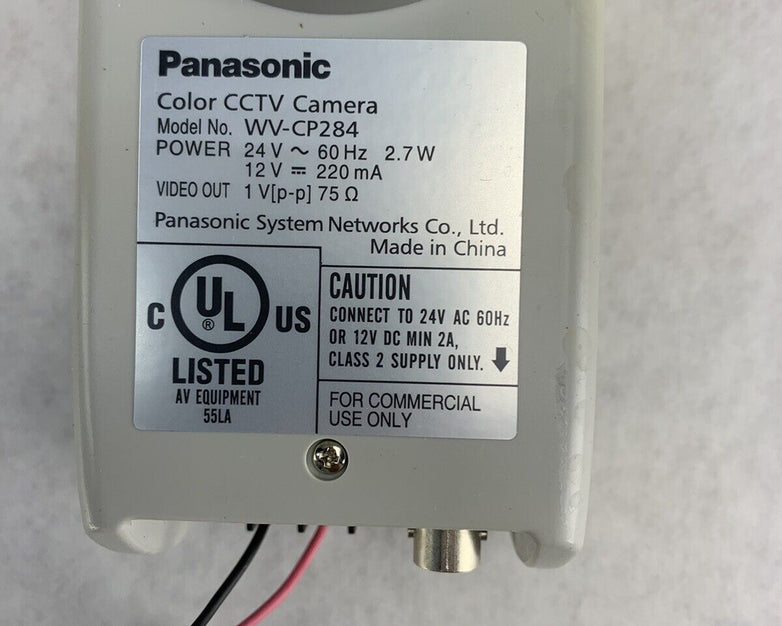 Panasonic
Color CCTV Camera
Model No. WV-CP284
POWER 24 V ~ 60 Hz 2.7 W
12 V ⎓ 220 mA
VIDEO OUT 1 V[p-p] 75 Ω
Panasonic System Networks Co., Ltd.
Made in China
C UL ® US
LISTED
AV EQUIPMENT
55LA
CAUTION
CONNECT TO 24V AC 60Hz
OR 12V DC MIN 2A,
CLASS 2 SUPPLY ONLY.
FOR COMMERCIAL
USE ONLY